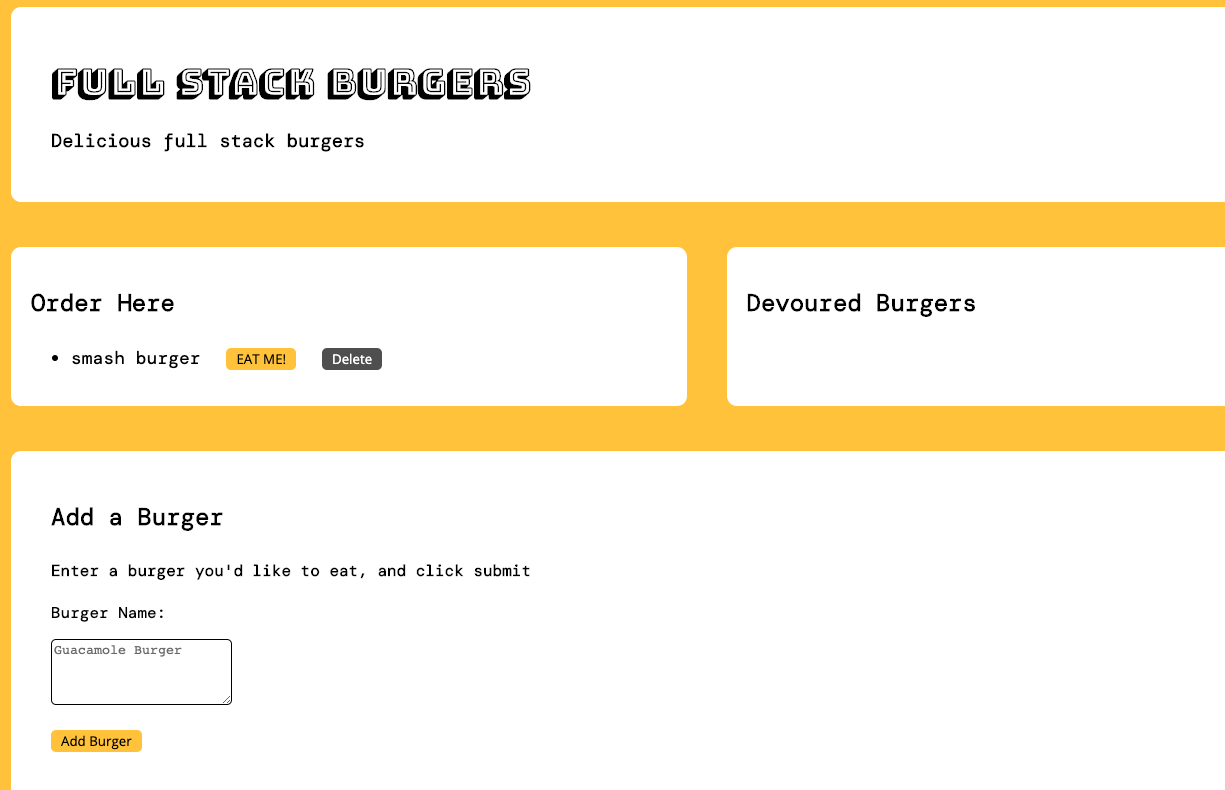 FULL STACK BURGERS
Delicious full stack burgers
Order Here
• smash burger EAT ME! Delete
Devoured Burgers
Add a Burger
Enter a burger you'd like to eat, and click submit
Burger Name:
Guacamole Burger
Add Burger